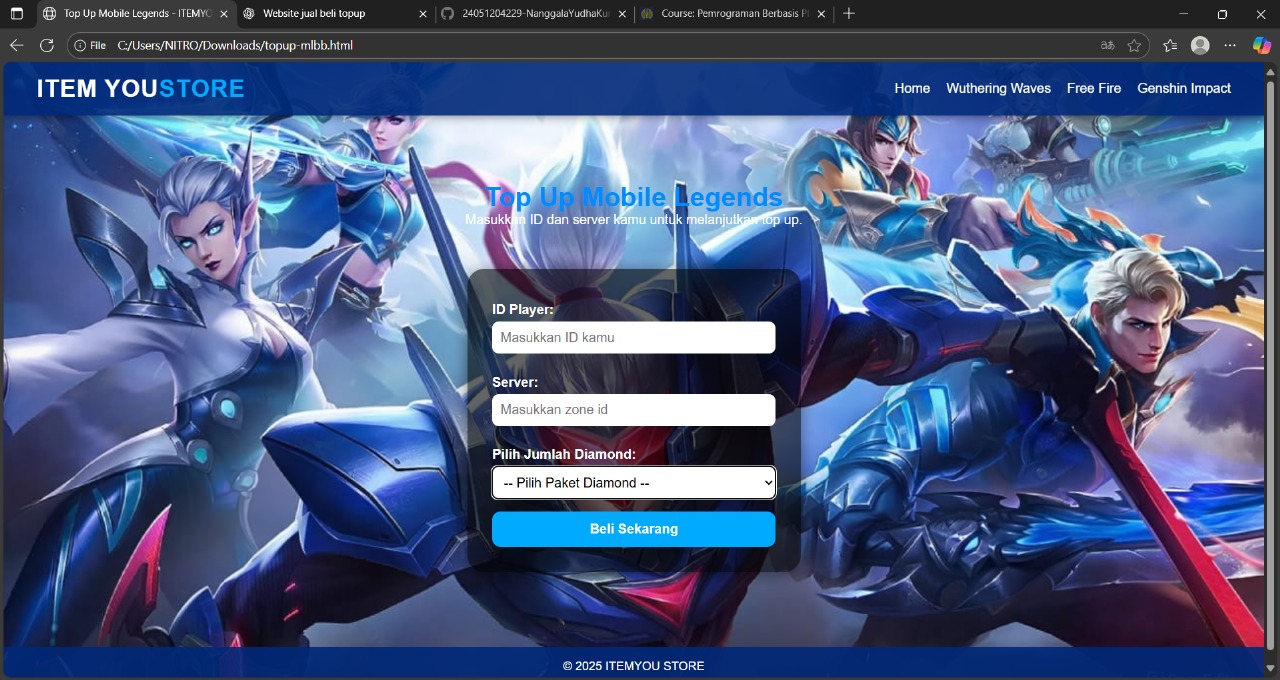 Top Up Mobile Legends - ITEMYO
Website jual beli topup
24051204229-NanggalaYudhaKur
Course: Pemrograman Berbasis Pl
File
C:/Users/NITRO/Downloads/topup-mlbb.html
ITEM YOUSTORE
Home Wuthering Waves Free Fire Genshin Impact
Top Up Mobile Legends
Masukkan ID dan server kamu untuk melanjutkan top up.
ID Player:
Masukkan ID kamu
Server:
Masukkan zone id
Pilih Jumlah Diamond:
-- Pilih Paket Diamond --
Beli Sekarang
© 2025 ITEMYOU STORE